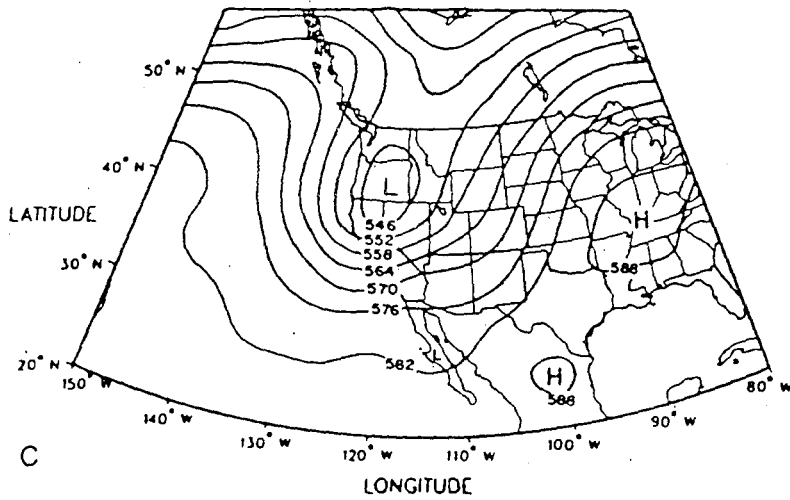 50° N
40° N
LATITUDE
30° N
20° N
150° W
140° W
130° W
120° W
110° W
100° W
90° W
80° W
L
546
552
558
564
570
576
582
H
588
H
588
C
LONGITUDE